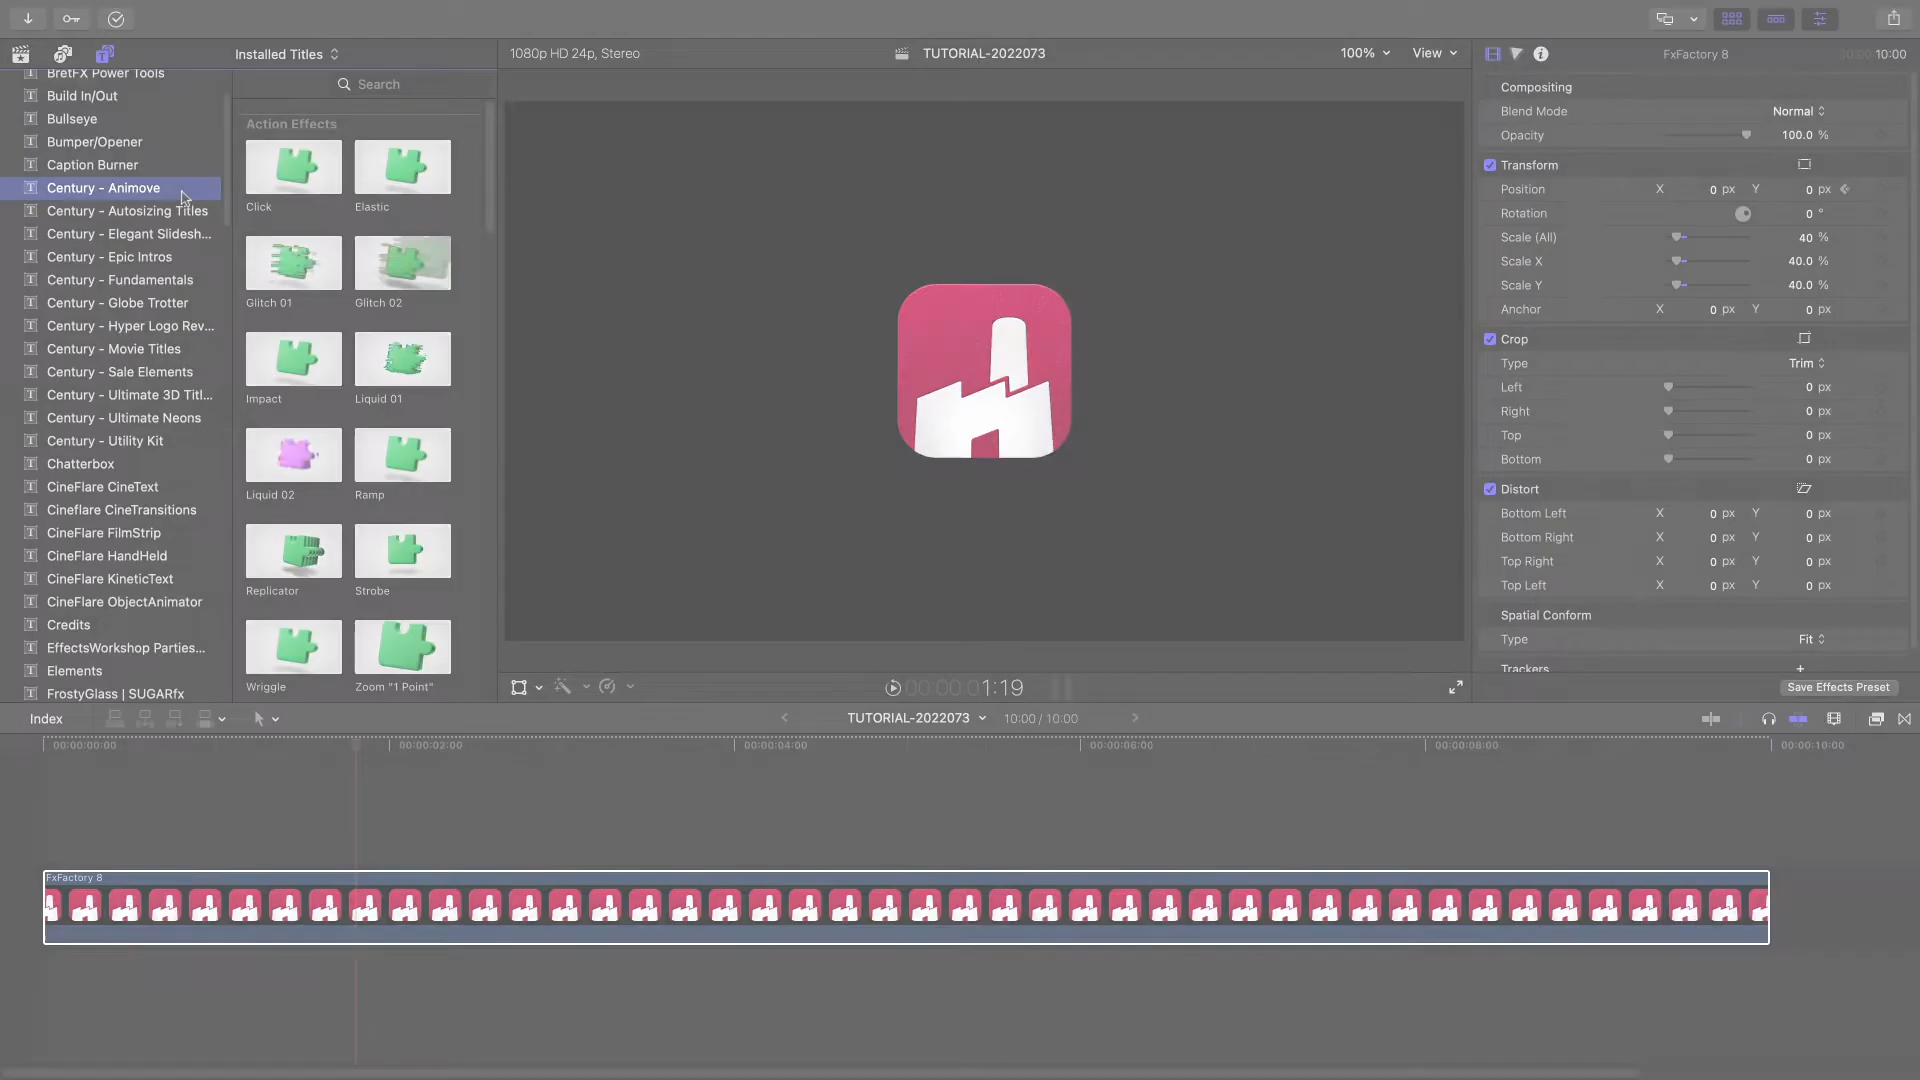 Installed Titles
1080p HD 24p, Stereo
TUTORIAL-2022073
100%
View
FxFactory 8
00:00:10:00
BretFX Power Tools
Build In/Out
Bullseye
Bumper/Opener
Caption Burner
Century - Animove
Century - Autosizing Titles
Century - Elegant Slidesh...
Century - Epic Intros
Century - Fundamentals
Century - Globe Trotter
Century - Hyper Logo Rev...
Century - Movie Titles
Century - Sale Elements
Century - Ultimate 3D Titl...
Century - Ultimate Neons
Century - Utility Kit
Chatterbox
CineFlare CineText
Cineflare CineTransitions
CineFlare FilmStrip
CineFlare HandHeld
CineFlare KineticText
CineFlare ObjectAnimator
Credits
EffectsWorkshop Parties...
Elements
FrostyGlass | SUGARfx
Search
Action Effects
Click
Elastic
Glitch 01
Glitch 02
Impact
Liquid 01
Liquid 02
Ramp
Replicator
Strobe
Wriggle
Zoom "1 Point"
00:00:01:19
Compositing
Blend Mode Normal
Opacity 100.0 %
Transform
Position X 0 px Y 0 px
Rotation 0 °
Scale (All) 40 %
Scale X 40.0 %
Scale Y 40.0 %
Anchor X 0 px Y 0 px
Crop
Type Trim
Left 0 px
Right 0 px
Top 0 px
Bottom 0 px
Distort
Bottom Left X 0 px Y 0 px
Bottom Right X 0 px Y 0 px
Top Right X 0 px Y 0 px
Top Left X 0 px Y 0 px
Spatial Conform
Type Fit
Trackers +
Save Effects Preset
Index
TUTORIAL-2022073
10:00 / 10:00
00:00:00:00
00:00:02:00
00:00:04:00
00:00:06:00
00:00:08:00
00:00:10:00
FxFactory 8